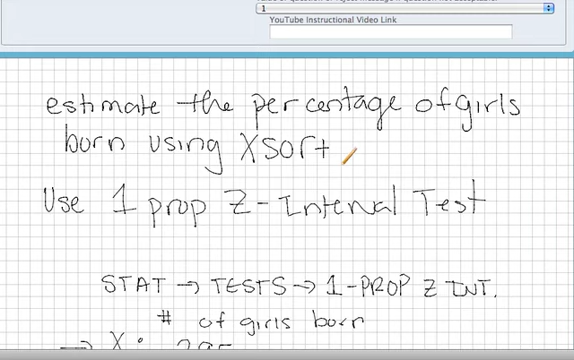 1
YouTube Instructional Video Link
estimate the percentage of girls
born using XSort
Use 1 prop Z-Interval Test
STAT → TESTS → 1-PROP Z INT.
# of girls born
→ X: